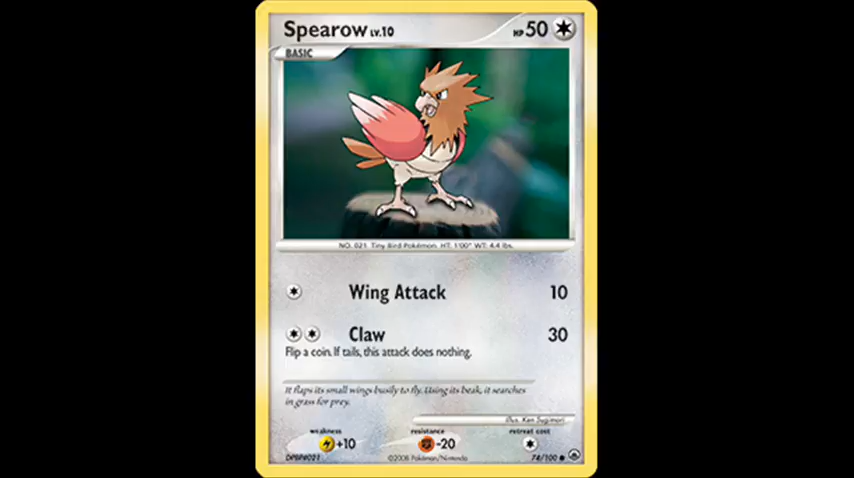 Spearow LV.10 HP 50
BASIC
NO. 021 Tiny Bird Pokémon HT: 1'00" WT: 4.4 lbs.
Wing Attack 10
Claw 30
Flip a coin. If tails, this attack does nothing.
It flaps its small wings busily to fly. Using its beak, it searches
in grass for prey.
illus. Ken Sugimori
weakness resistance retreat cost
+10 -20
DPBP#021 ©2008 Pokémon/Nintendo 74/100